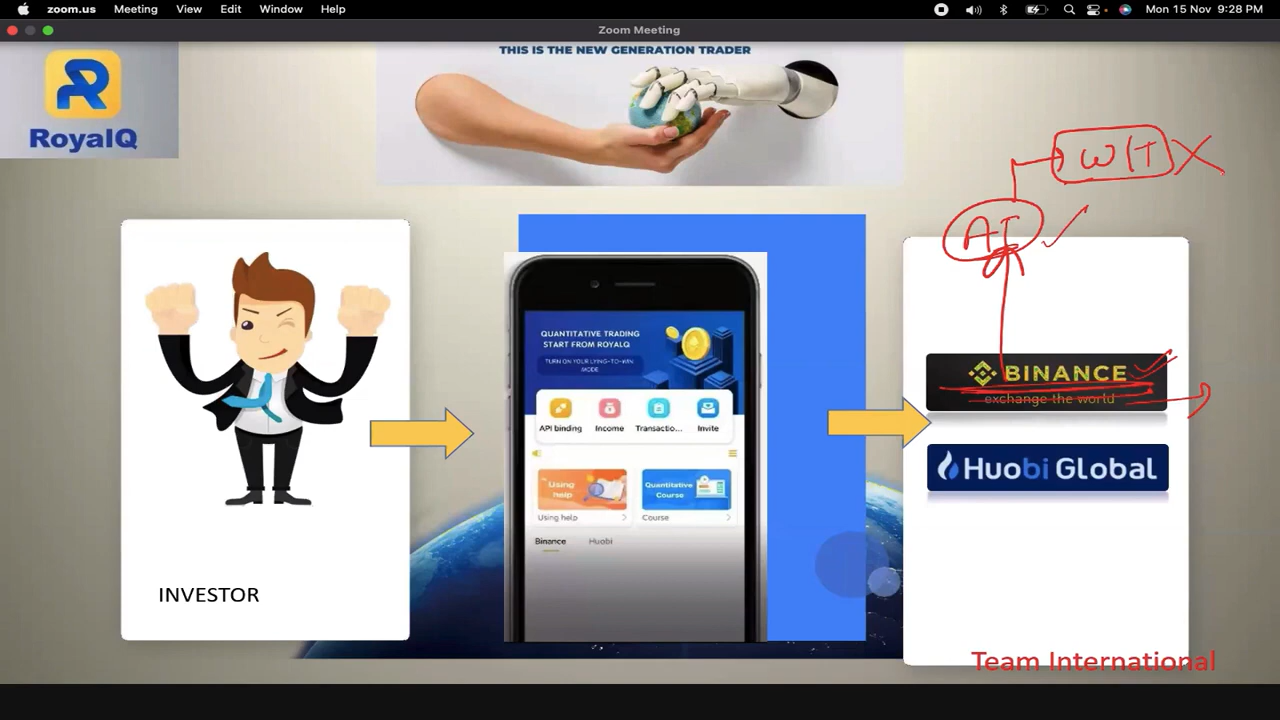 zoom.us Meeting View Edit Window Help Mon 15 Nov 9:28 PM
Zoom Meeting
THIS IS THE NEW GENERATION TRADER
RoyalQ
W/T X
AI
QUANTITATIVE TRADING
START FROM ROYALQ
TURN ON YOUR LYING-TO-WIN
MODE
API binding Income Transactio... Invite
BINANCE
exchange the world
Huobi Global
Using
help
Quantitative
Course
Using help
Course
Binance Huobi
INVESTOR
Team International